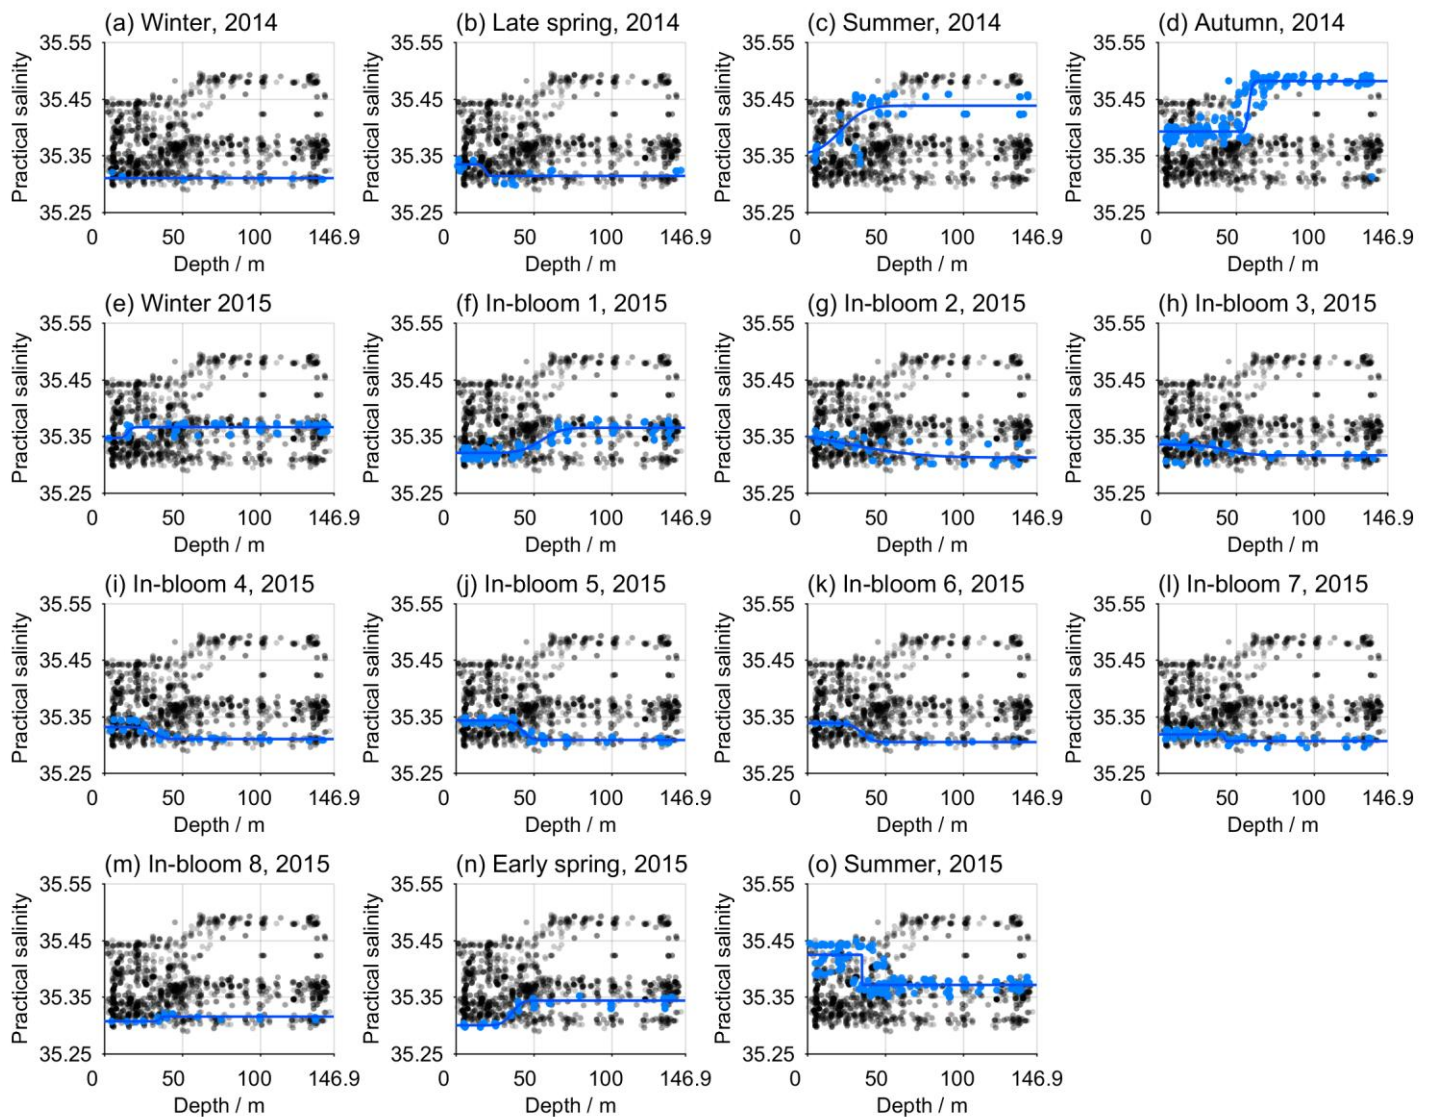 (a) Winter, 2014
(b) Late spring, 2014
(c) Summer, 2014
(d) Autumn, 2014
Practical salinity
35.55
35.45
35.35
35.25
0
50
100
146.9
Depth / m
Practical salinity
35.55
35.45
35.35
35.25
0
50
100
146.9
Depth / m
Practical salinity
35.55
35.45
35.35
35.25
0
50
100
146.9
Depth / m
Practical salinity
35.55
35.45
35.35
35.25
0
50
100
146.9
Depth / m
(e) Winter 2015
(f) In-bloom 1, 2015
(g) In-bloom 2, 2015
(h) In-bloom 3, 2015
Practical salinity
35.55
35.45
35.35
35.25
0
50
100
146.9
Depth / m
Practical salinity
35.55
35.45
35.35
35.25
0
50
100
146.9
Depth / m
Practical salinity
35.55
35.45
35.35
35.25
0
50
100
146.9
Depth / m
Practical salinity
35.55
35.45
35.35
35.25
0
50
100
146.9
Depth / m
(i) In-bloom 4, 2015
(j) In-bloom 5, 2015
(k) In-bloom 6, 2015
(l) In-bloom 7, 2015
Practical salinity
35.55
35.45
35.35
35.25
0
50
100
146.9
Depth / m
Practical salinity
35.55
35.45
35.35
35.25
0
50
100
146.9
Depth / m
Practical salinity
35.55
35.45
35.35
35.25
0
50
100
146.9
Depth / m
Practical salinity
35.55
35.45
35.35
35.25
0
50
100
146.9
Depth / m
(m) In-bloom 8, 2015
(n) Early spring, 2015
(o) Summer, 2015
Practical salinity
35.55
35.45
35.35
35.25
0
50
100
146.9
Depth / m
Practical salinity
35.55
35.45
35.35
35.25
0
50
100
146.9
Depth / m
Practical salinity
35.55
35.45
35.35
35.25
0
50
100
146.9
Depth / m